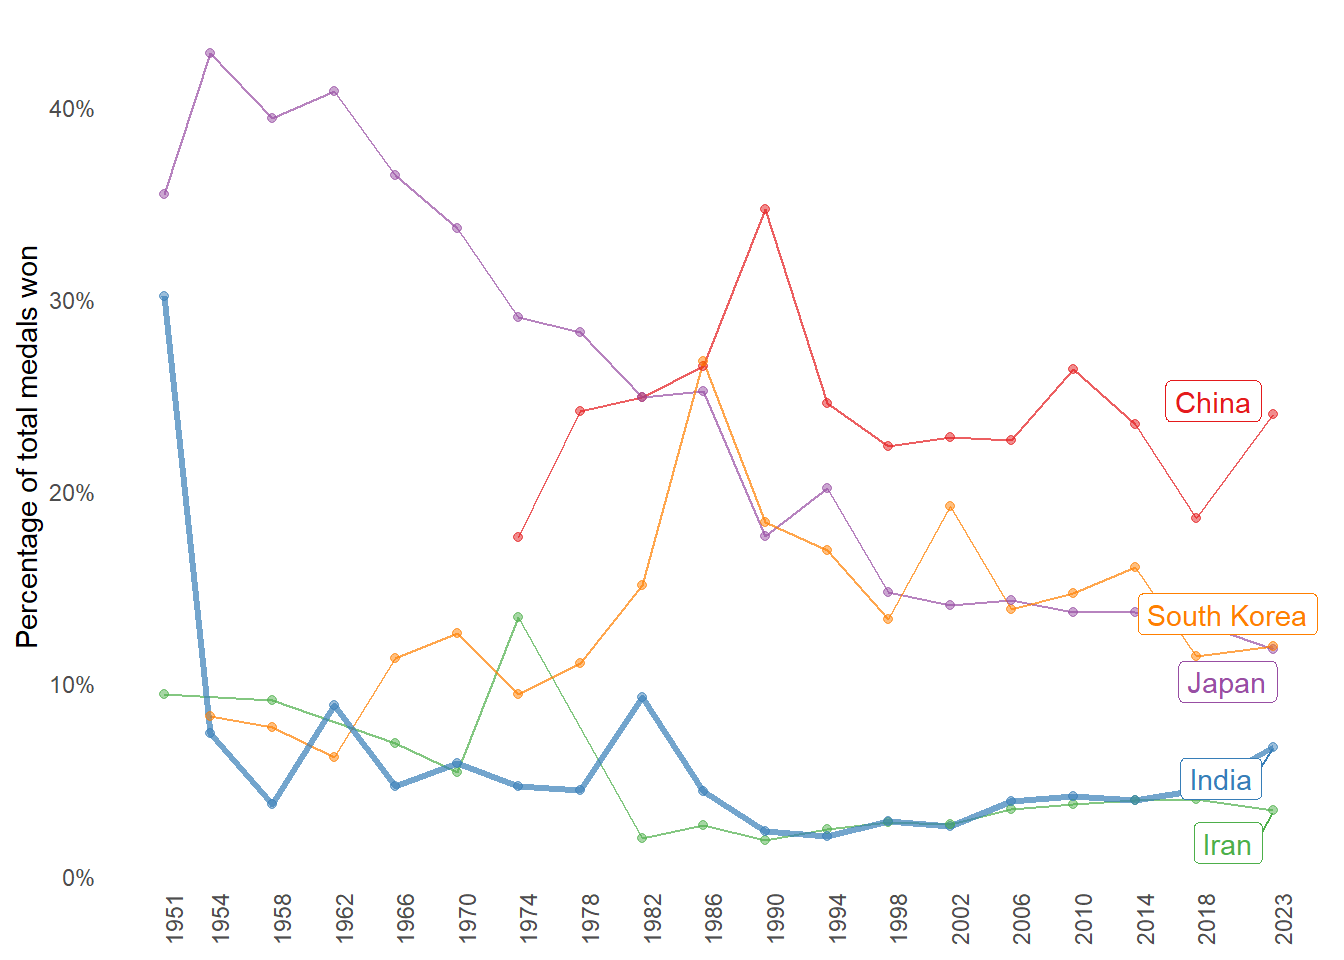 Percentage of total medals won
40%
30%
20%
10%
0%
China
South Korea
Japan
India
Iran
1951 1954 1958 1962 1966 1970 1974 1978 1982 1986 1990 1994 1998 2002 2006 2010 2014 2018 2023